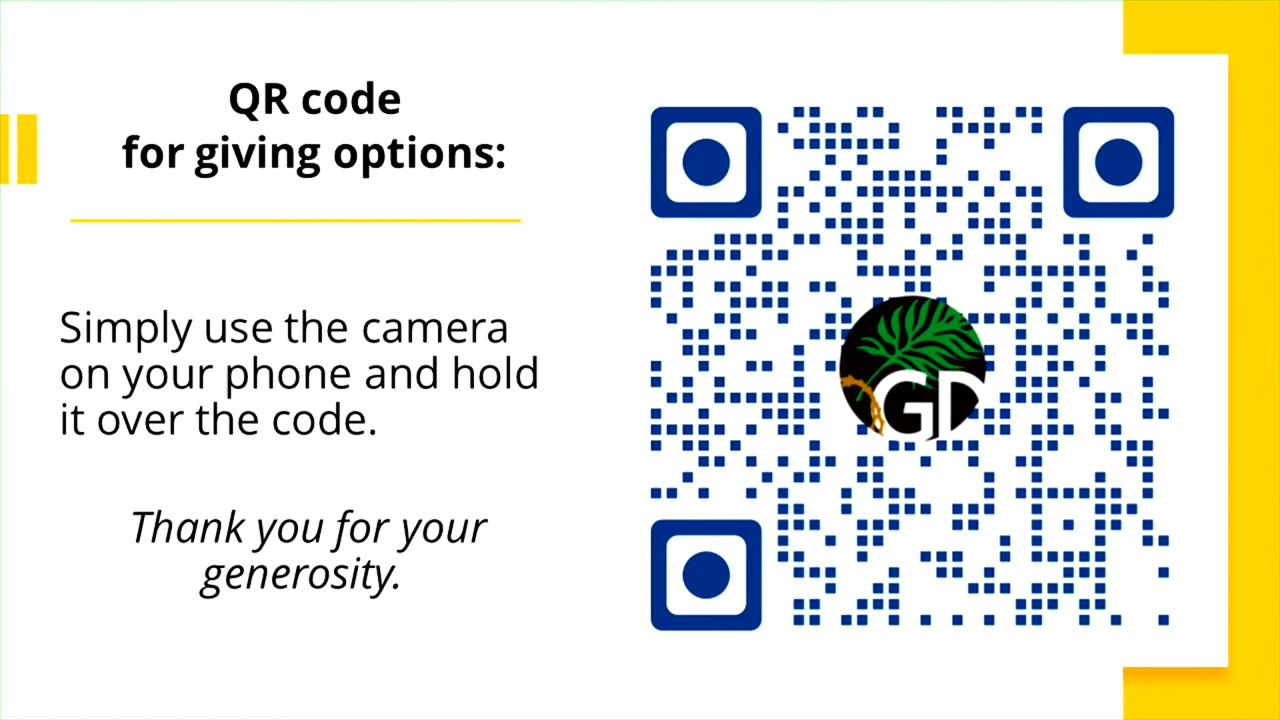 QR code
for giving options:
Simply use the camera
on your phone and hold
it over the code.
Thank you for your
generosity.
GD